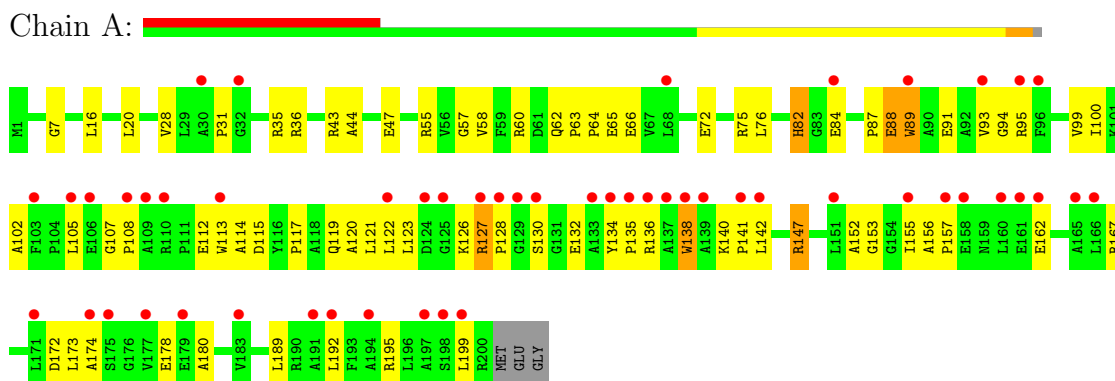 Chain A:
M1 G7 L16 L20 V28 L29 A30 P31 G32 R35 R36 R43 A44 E47 R55 V56 G57 V58 F59 R60 D61 Q62 P63 P64 E65 E66 V67 L68 E72 R75 L76 H82 G83 E84 P87 E88 W89 A90 E91 A92 V93 G94 R95 F96 V99 I100 K101
A102 F103 P104 L105 E106 G107 P108 A109 R110 P111 E112 W113 A114 D115 Y116 P117 A118 Q119 A120 L121 L122 L123 D124 G125 K126 R127 P128 G129 S130 G131 E132 A133 Y134 P135 R136 A137 W138 A139 K140 P141 L142 R147 L151 A152 G153 G154 I155 A156 P157 E158 N159 L160 E161 E162 A165 L166
L171 D172 L173 A174 S175 G176 V177 E178 E179 A180 V183 L189 R190 A191 L192 F193 A194 R195 L196 A197 S198 L199 R200 MET GLU GLY